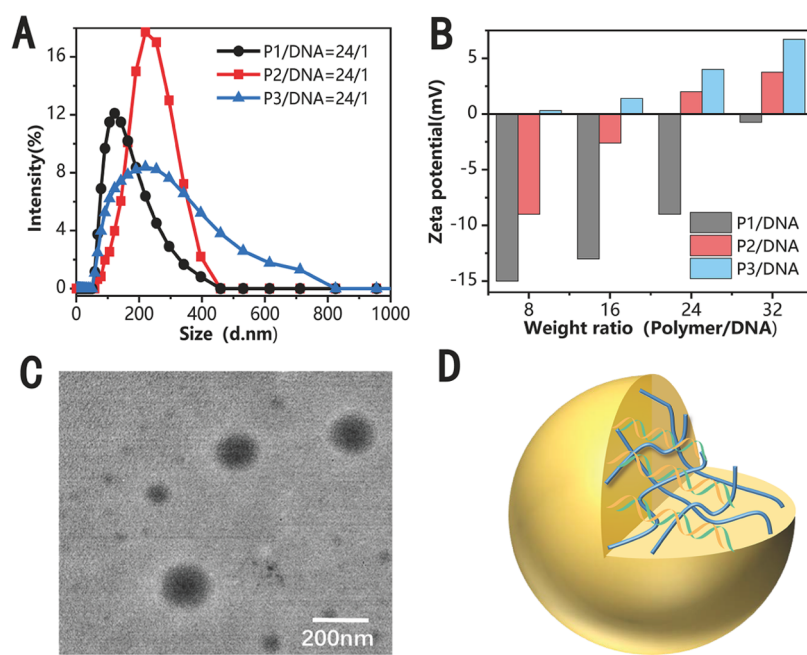 A
Intensity(%)
16
12
8
4
0
P1/DNA=24/1
P2/DNA=24/1
P3/DNA=24/1
0 200 400 600 800 1000
Size (d.nm)
B
Zeta potential(mV)
5
0
-5
-10
-15
P1/DNA
P2/DNA
P3/DNA
8 16 24 32
Weight ratio (Polymer/DNA)
C
200nm
D